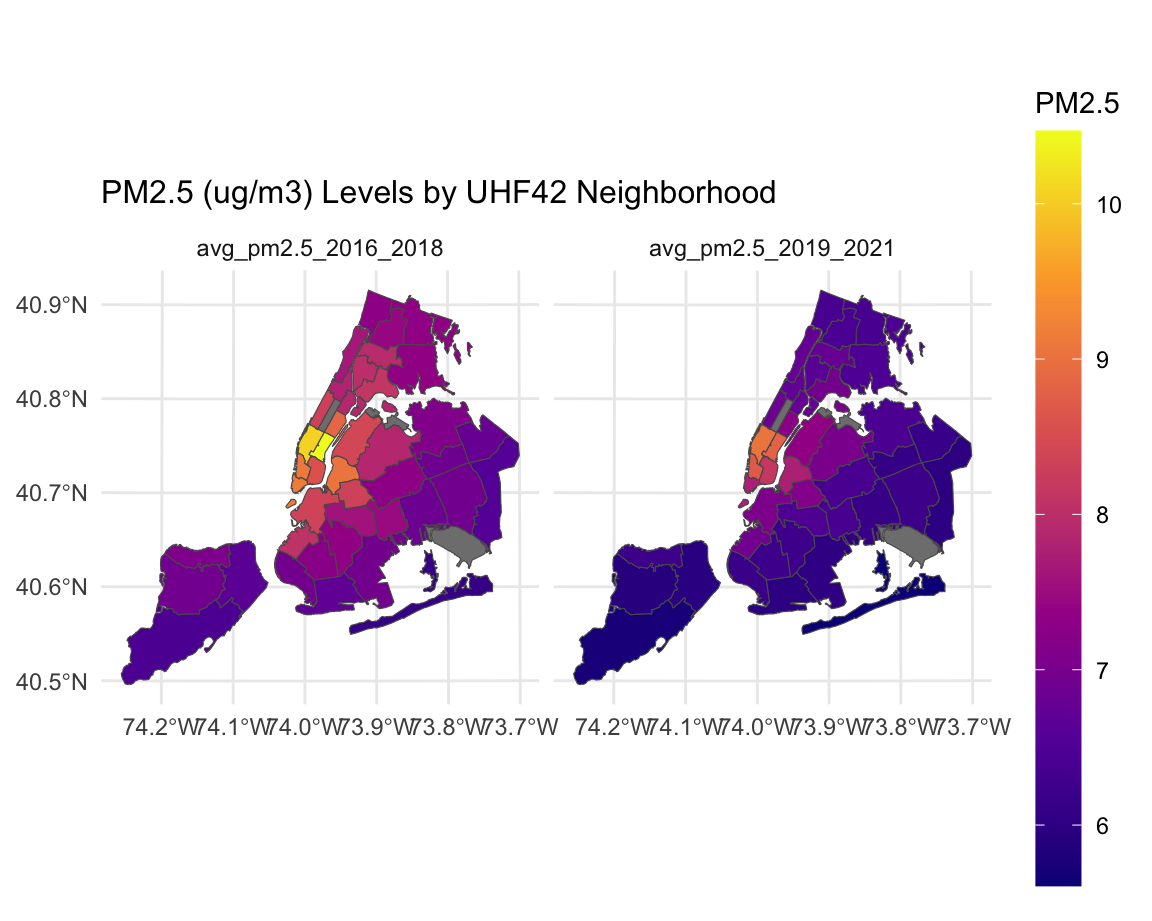 PM2.5 (ug/m3) Levels by UHF42 Neighborhood
avg_pm2.5_2016_2018
avg_pm2.5_2019_2021
40.9°N
40.8°N
40.7°N
40.6°N
40.5°N
74.2°W 74.1°W 74.0°W 73.9°W 73.8°W 73.7°W
74.2°W 74.1°W 74.0°W 73.9°W 73.8°W 73.7°W
PM2.5
10
9
8
7
6